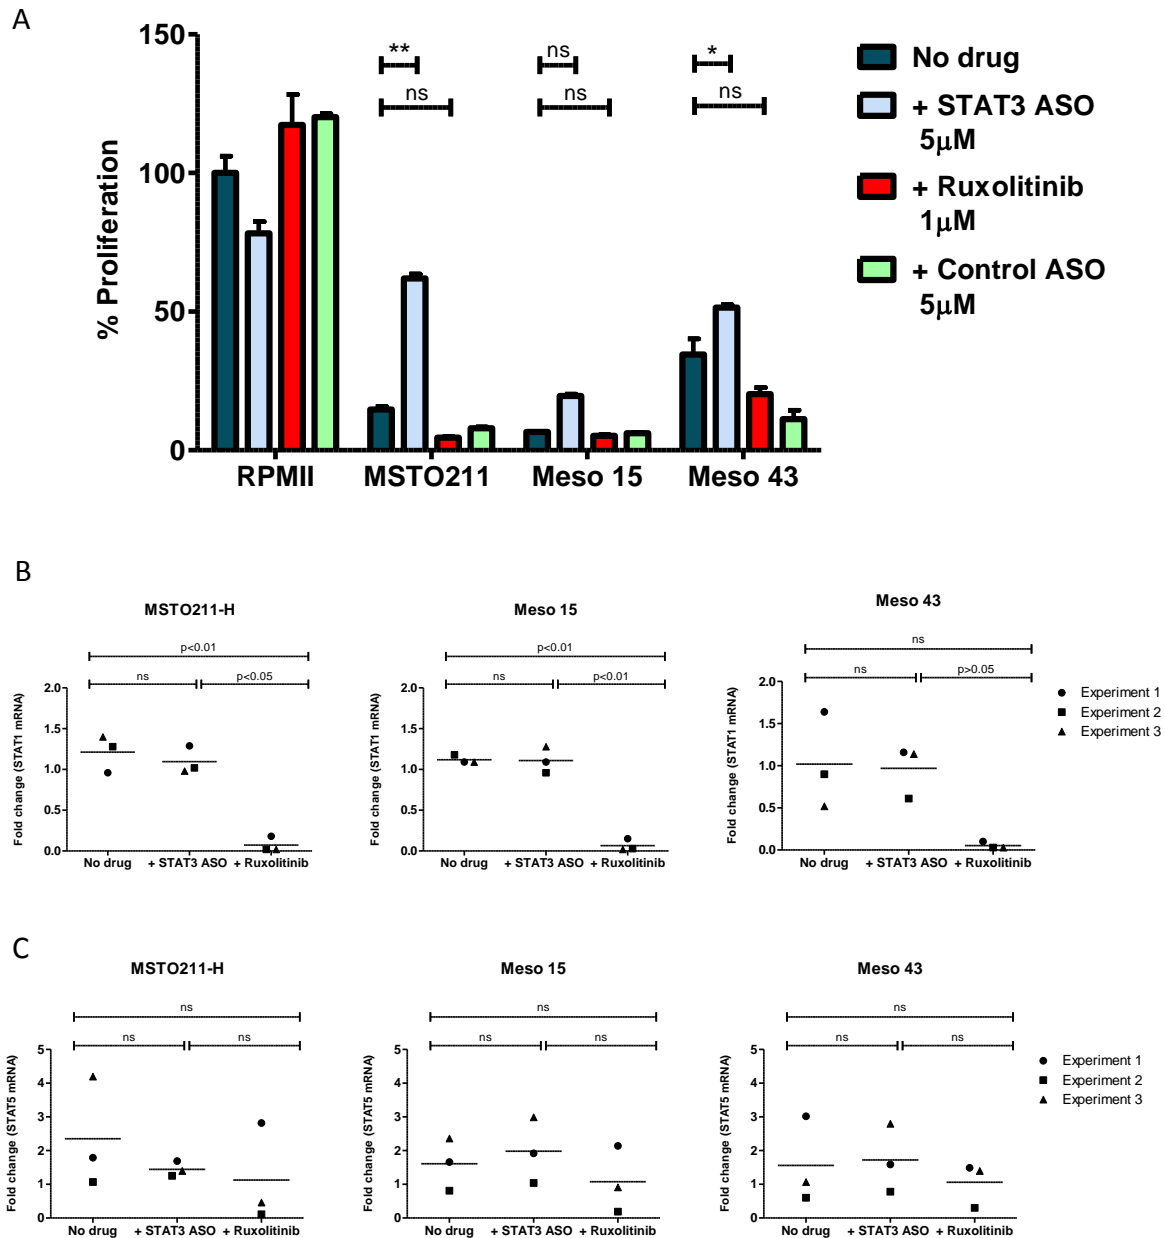 A
150
100
50
0
% Proliferation
**
ns
ns
ns
*
ns
RPMII
MSTO211
Meso 15
Meso 43
No drug
+ STAT3 ASO
5μM
+ Ruxolitinib
1μM
+ Control ASO
5μM
B
MSTO211-H
p<0.01
ns
p<0.05
2.0
1.5
1.0
0.5
0.0
Fold change (STAT1 mRNA)
No drug
+ STAT3 ASO
+ Ruxolitinib
Meso 15
p<0.01
ns
p<0.01
2.0
1.5
1.0
0.5
0.0
Fold change (STAT1 mRNA)
No drug
+ STAT3 ASO
+ Ruxolitinib
Meso 43
ns
ns
p>0.05
2.0
1.5
1.0
0.5
0.0
Fold change (STAT1 mRNA)
No drug
+ STAT3 ASO
+ Ruxolitinib
Experiment 1
Experiment 2
Experiment 3
C
MSTO211-H
ns
ns
ns
5
4
3
2
1
0
Fold change (STAT5 mRNA)
No drug
+ STAT3 ASO
+ Ruxolitinib
Meso 15
ns
ns
ns
5
4
3
2
1
0
Fold change (STAT5 mRNA)
No drug
+ STAT3 ASO
+ Ruxolitinib
Meso 43
ns
ns
ns
5
4
3
2
1
0
Fold change (STAT5 mRNA)
No drug
+ STAT3 ASO
+ Ruxolitinib
Experiment 1
Experiment 2
Experiment 3